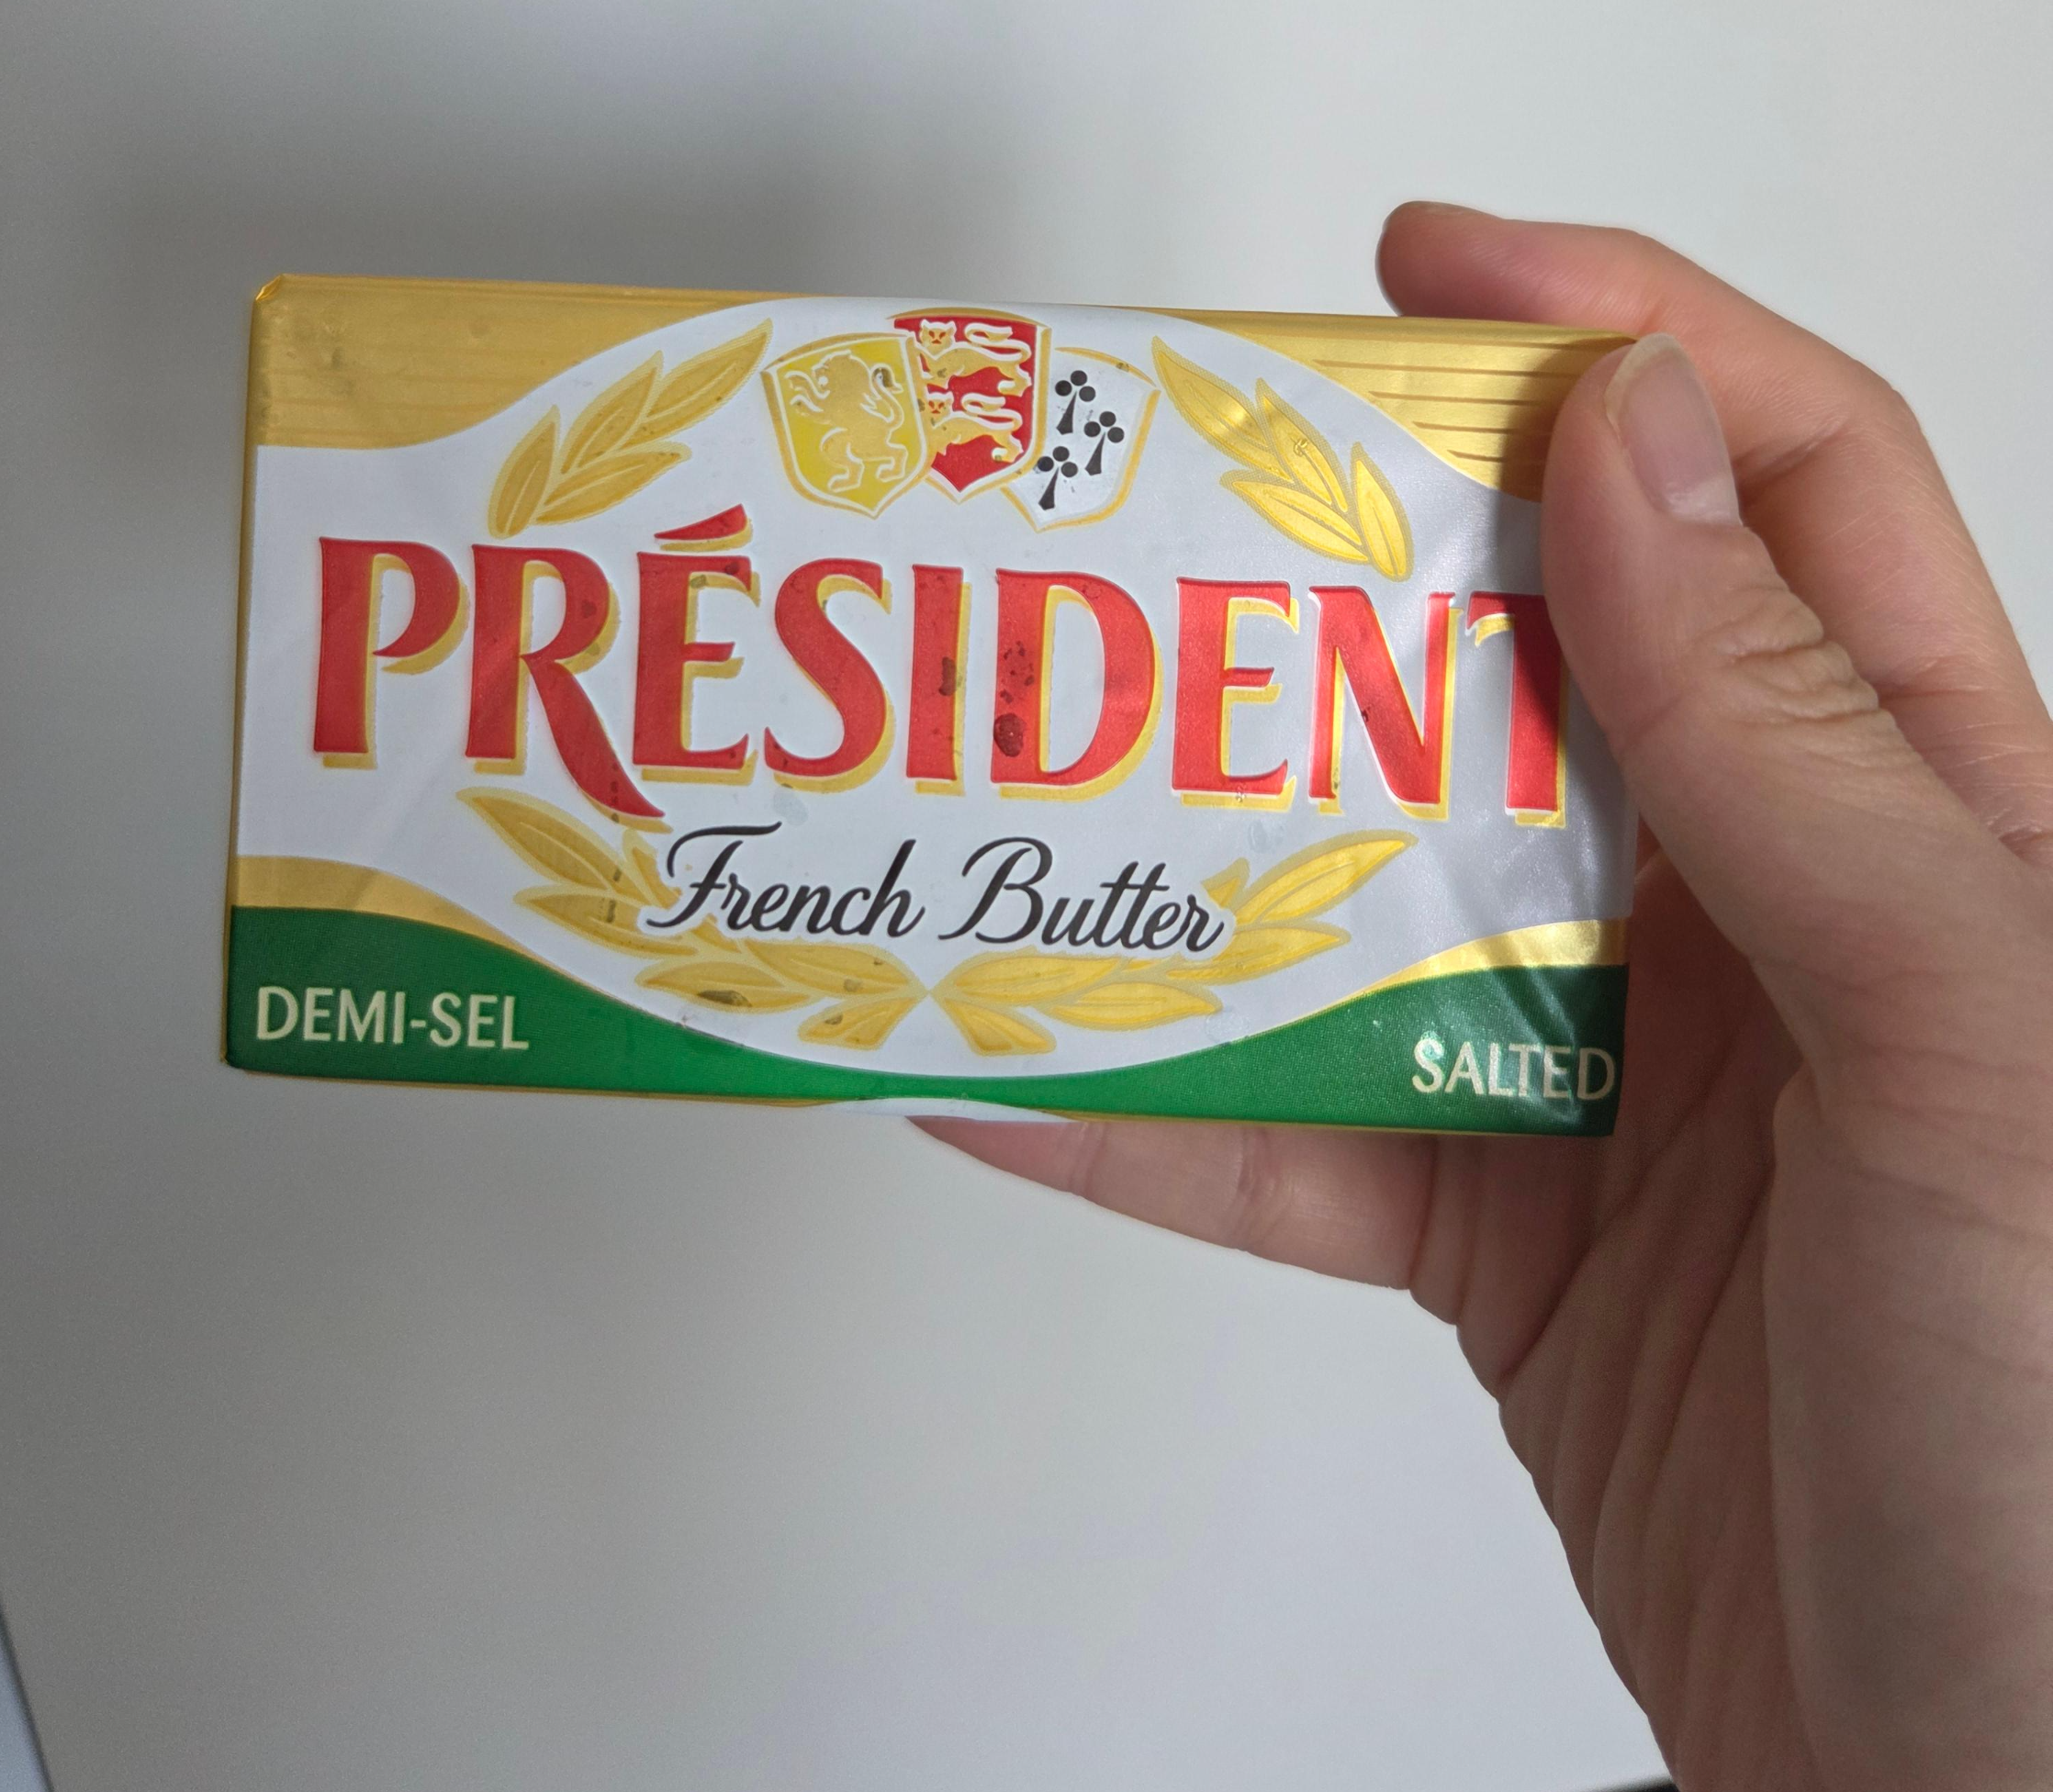 PRÉSIDENT
French Butter
DEMI-SEL
SALTED